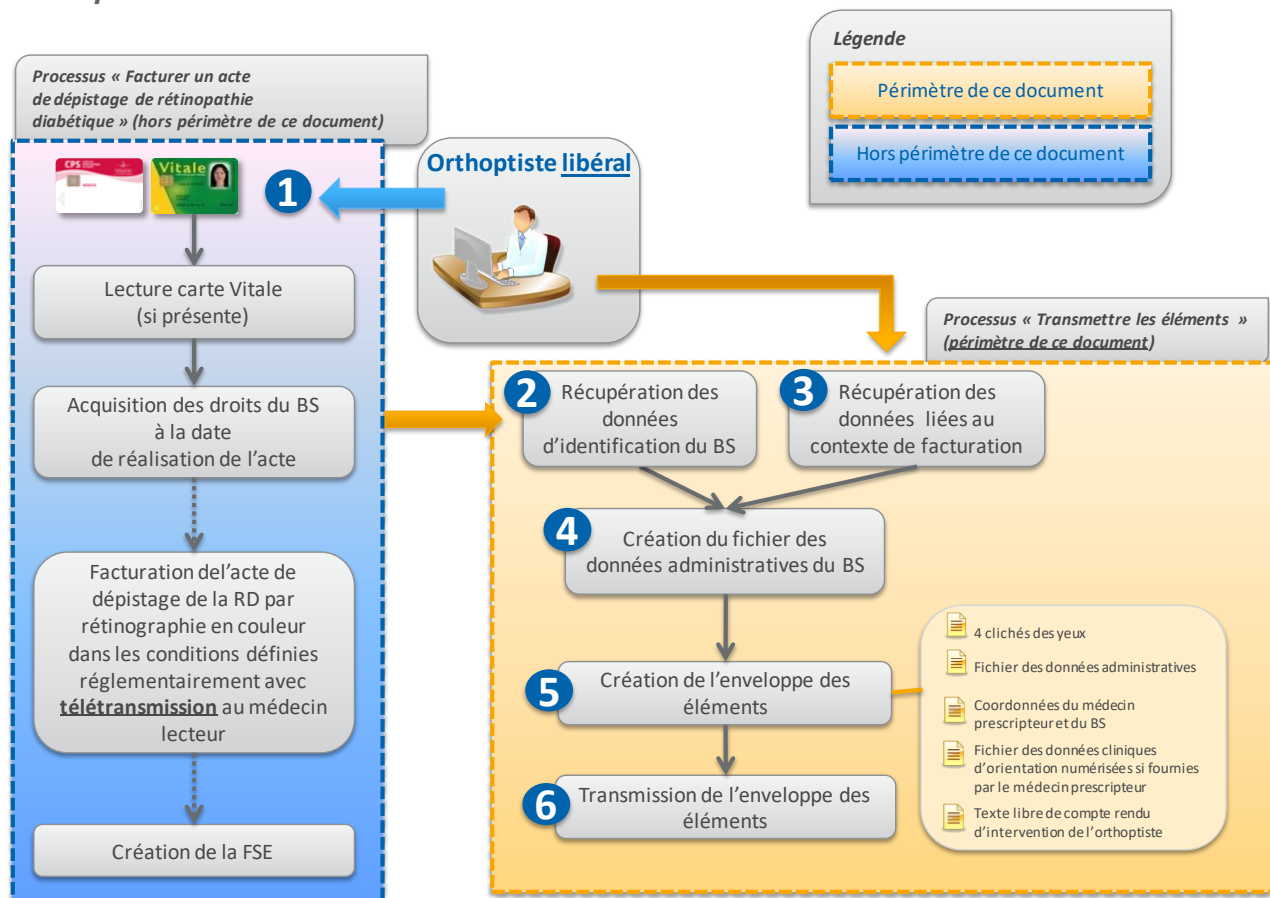 Légende
Périmètre de ce document
Hors périmètre de ce document
Processus « Facturer un acte
de dépistage de rétinopathie
diabétique » (hors périmètre de ce document)
CPS
Vitale
1
Orthoptiste libéral
Lecture carte Vitale
(si présente)
Acquisition des droits du BS
à la date
de réalisation de l’acte
Facturation del’acte de
dépistage de la RD par
rétinographie en couleur
dans les conditions définies
réglementairement avec
télétransmission au médecin
lecteur
Création de la FSE
Processus « Transmettre les éléments »
(périmètre de ce document)
2
Récupération des
données
d’identification du BS
3
Récupération des
données liées au
contexte de facturation
4
Création du fichier des
données administratives du BS
5
Création de l’enveloppe des
éléments
6
Transmission de l’enveloppe des
éléments
4 clichés des yeux
Fichier des données administratives
Coordonnées du médecin
prescripteur et du BS
Fichier des données cliniques
d’orientation numérisées si fournies
par le médecin prescripteur
Texte libre de compte rendu
d’intervention de l’orthoptiste